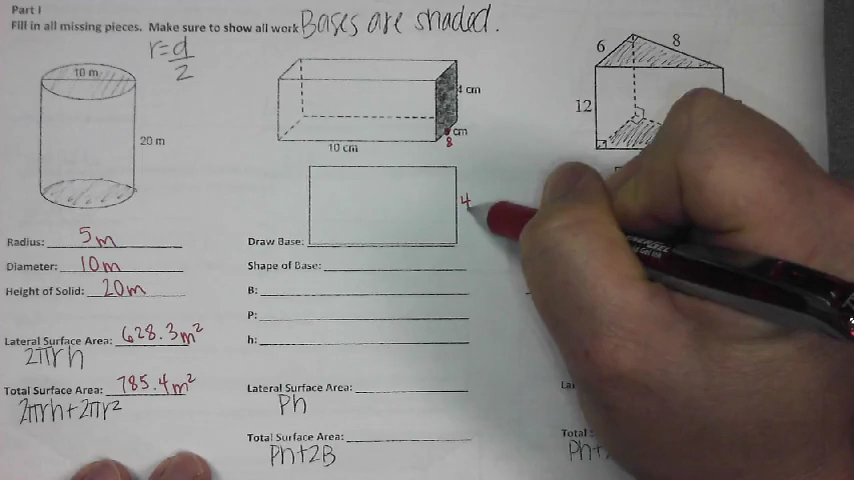 Part I
Fill in all missing pieces. Make sure to show all work Bases are shaded.
r=d/2
10 m
20 m
4 cm
cm
8
10 cm
6
8
12
4
Radius: 5m
Diameter: 10m
Height of Solid: 20m
Lateral Surface Area: 628.3m²
2πrh
Total Surface Area: 785.4m²
2πrh+2πr²
Draw Base:
Shape of Base:
B:
P:
h:
Lateral Surface Area:
Ph
Total Surface Area:
Ph+2B